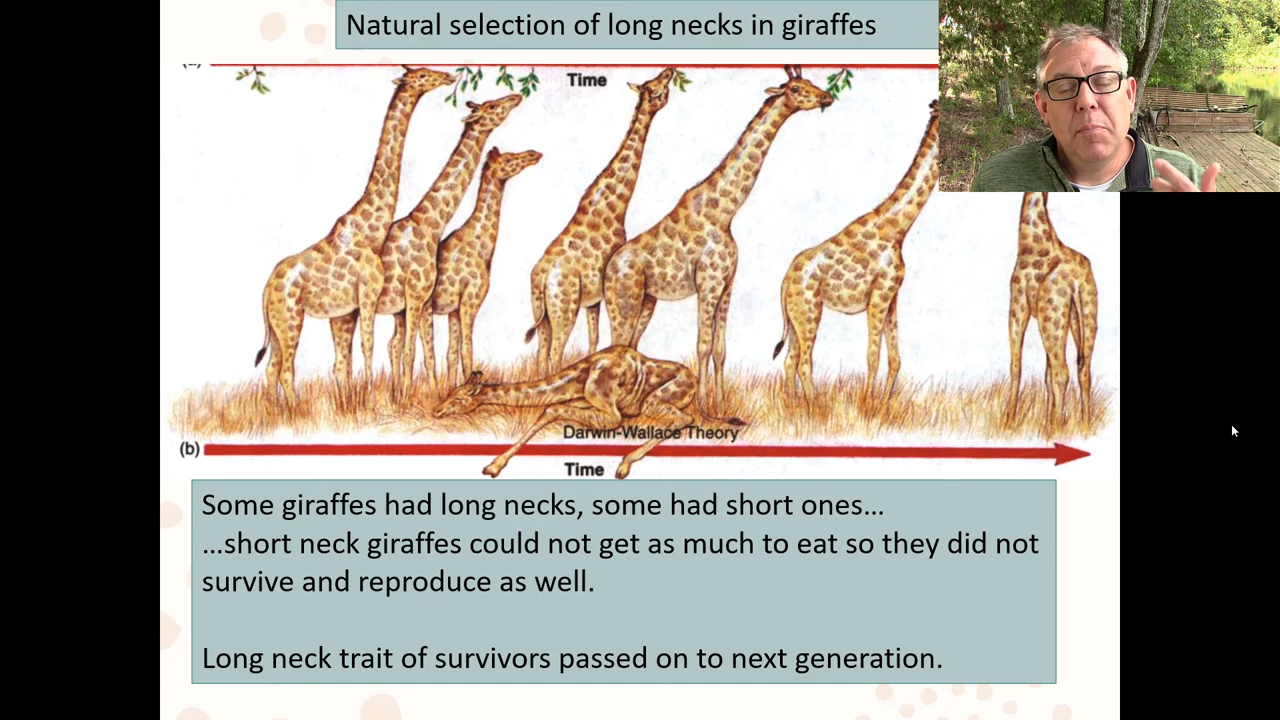 Natural selection of long necks in giraffes
Time
Darwin-Wallace Theory
(b)
Time
Some giraffes had long necks, some had short ones...
...short neck giraffes could not get as much to eat so they did not
survive and reproduce as well.
Long neck trait of survivors passed on to next generation.